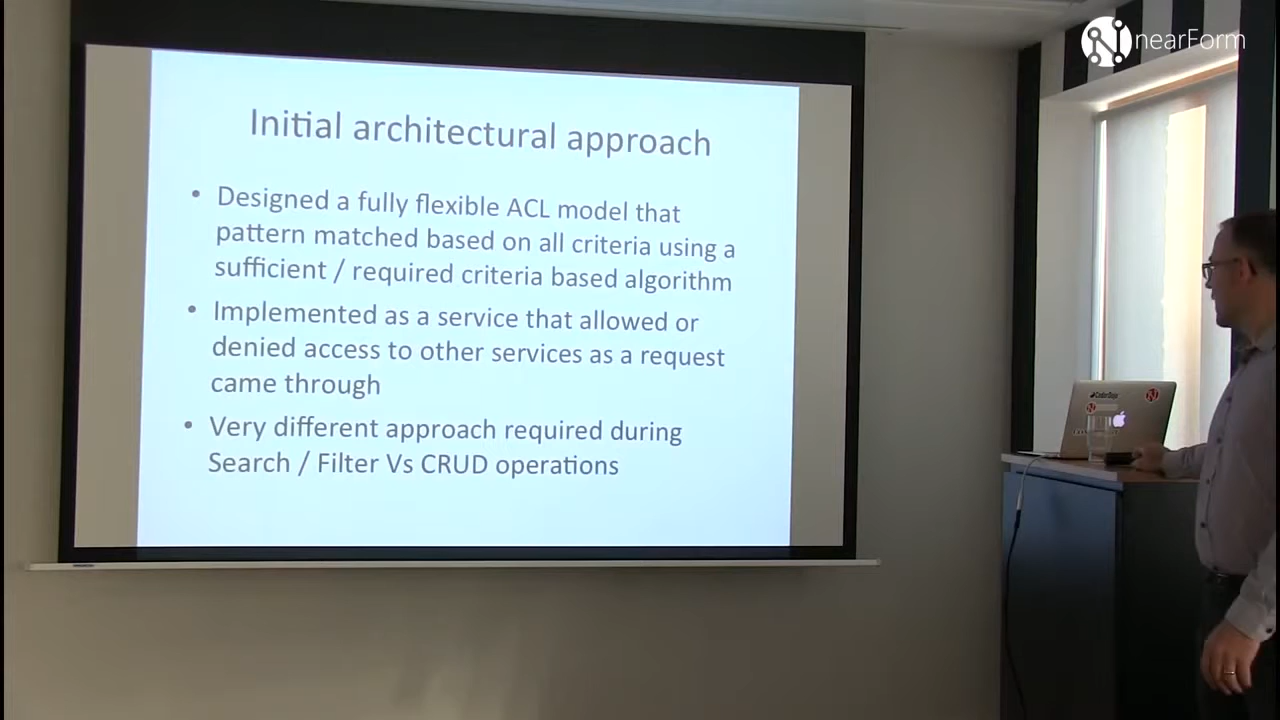 nearForm
Initial architectural approach
• Designed a fully flexible ACL model that
pattern matched based on all criteria using a
sufficient / required criteria based algorithm
• Implemented as a service that allowed or
denied access to other services as a request
came through
• Very different approach required during
Search / Filter Vs CRUD operations
CoderDojo